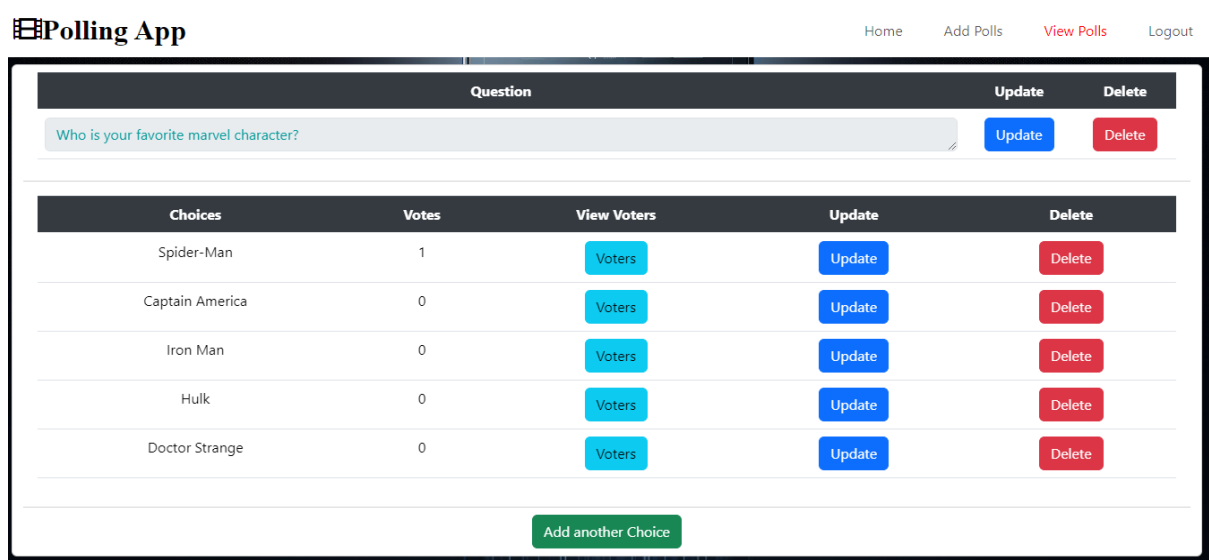 Polling App Home Add Polls View Polls Logout
Question Update Delete
Who is your favorite marvel character? Update Delete
Choices Votes View Voters Update Delete
Spider-Man 1 Voters Update Delete
Captain America 0 Voters Update Delete
Iron Man 0 Voters Update Delete
Hulk 0 Voters Update Delete
Doctor Strange 0 Voters Update Delete
Add another Choice